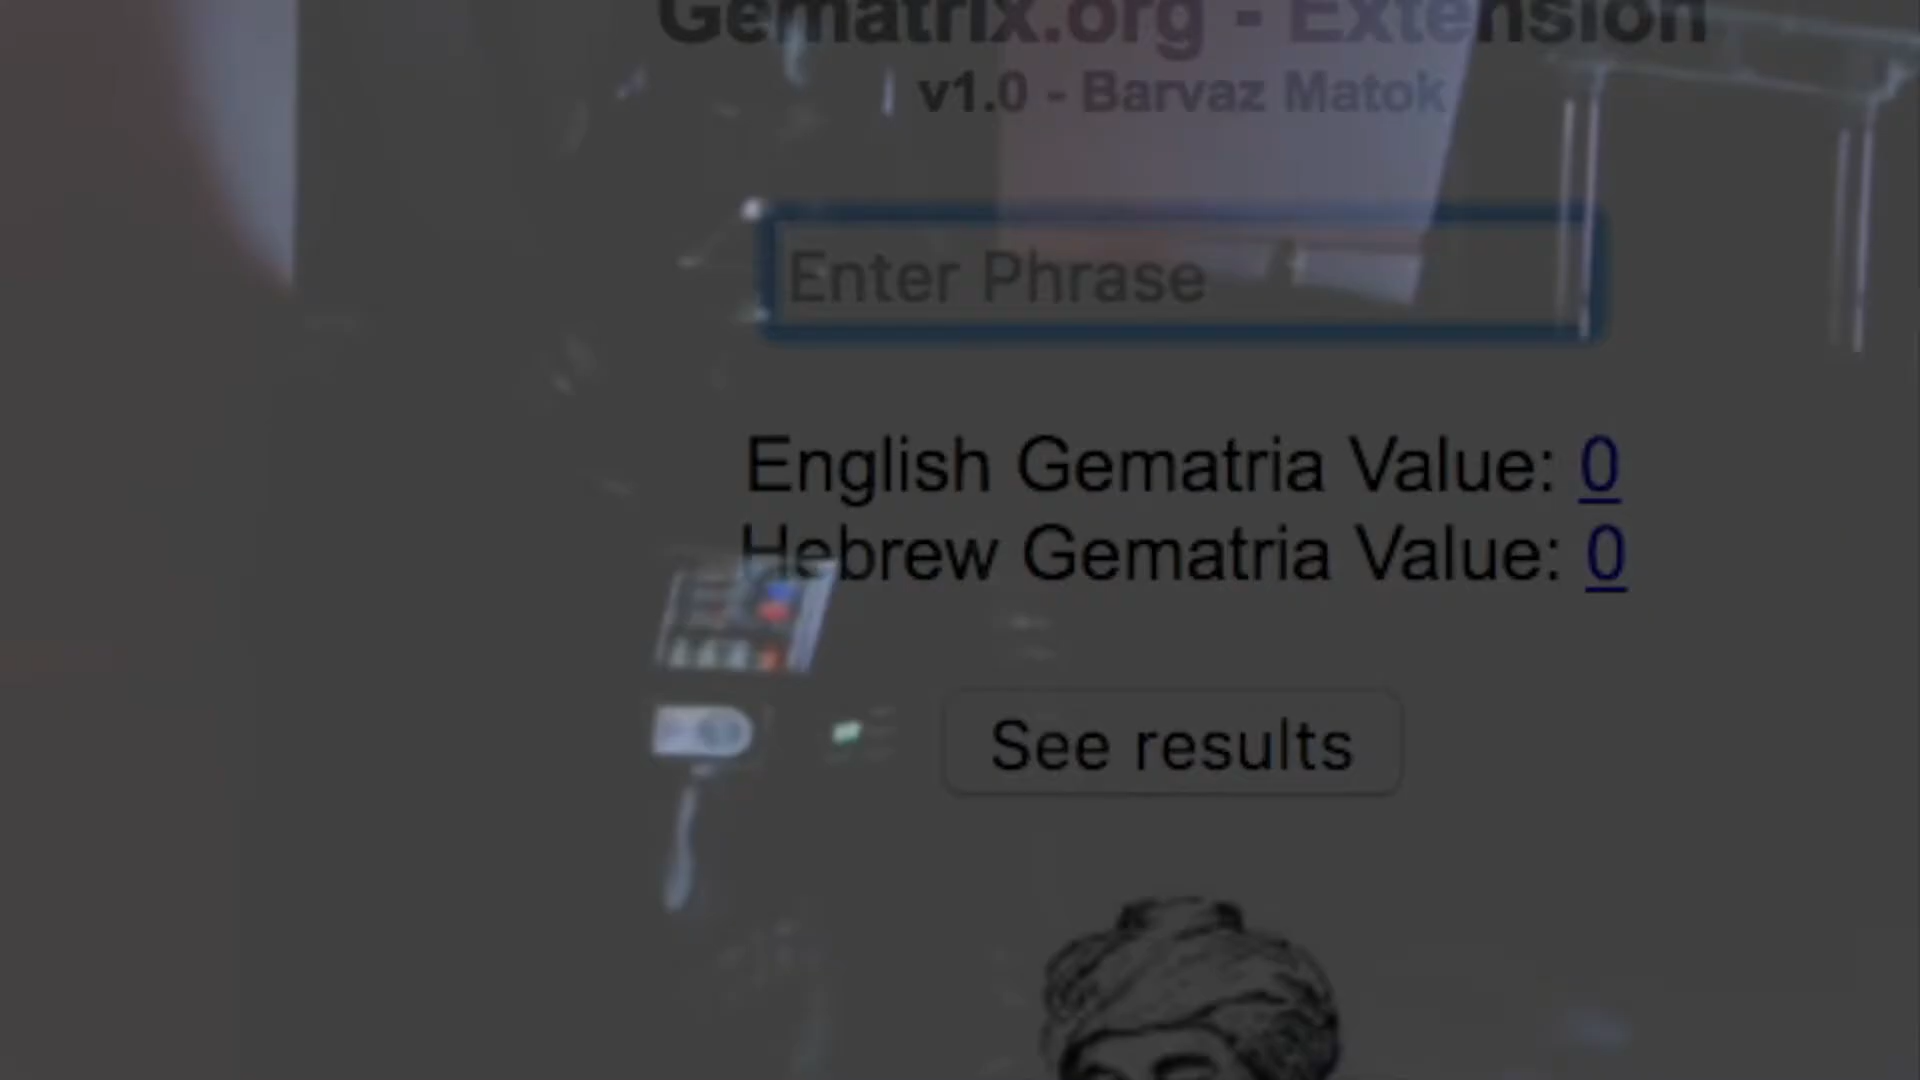 Gematrix.org - Extension
v1.0 - Barvaz Matok
Enter Phrase
English Gematria Value: 0
Hebrew Gematria Value: 0
See results